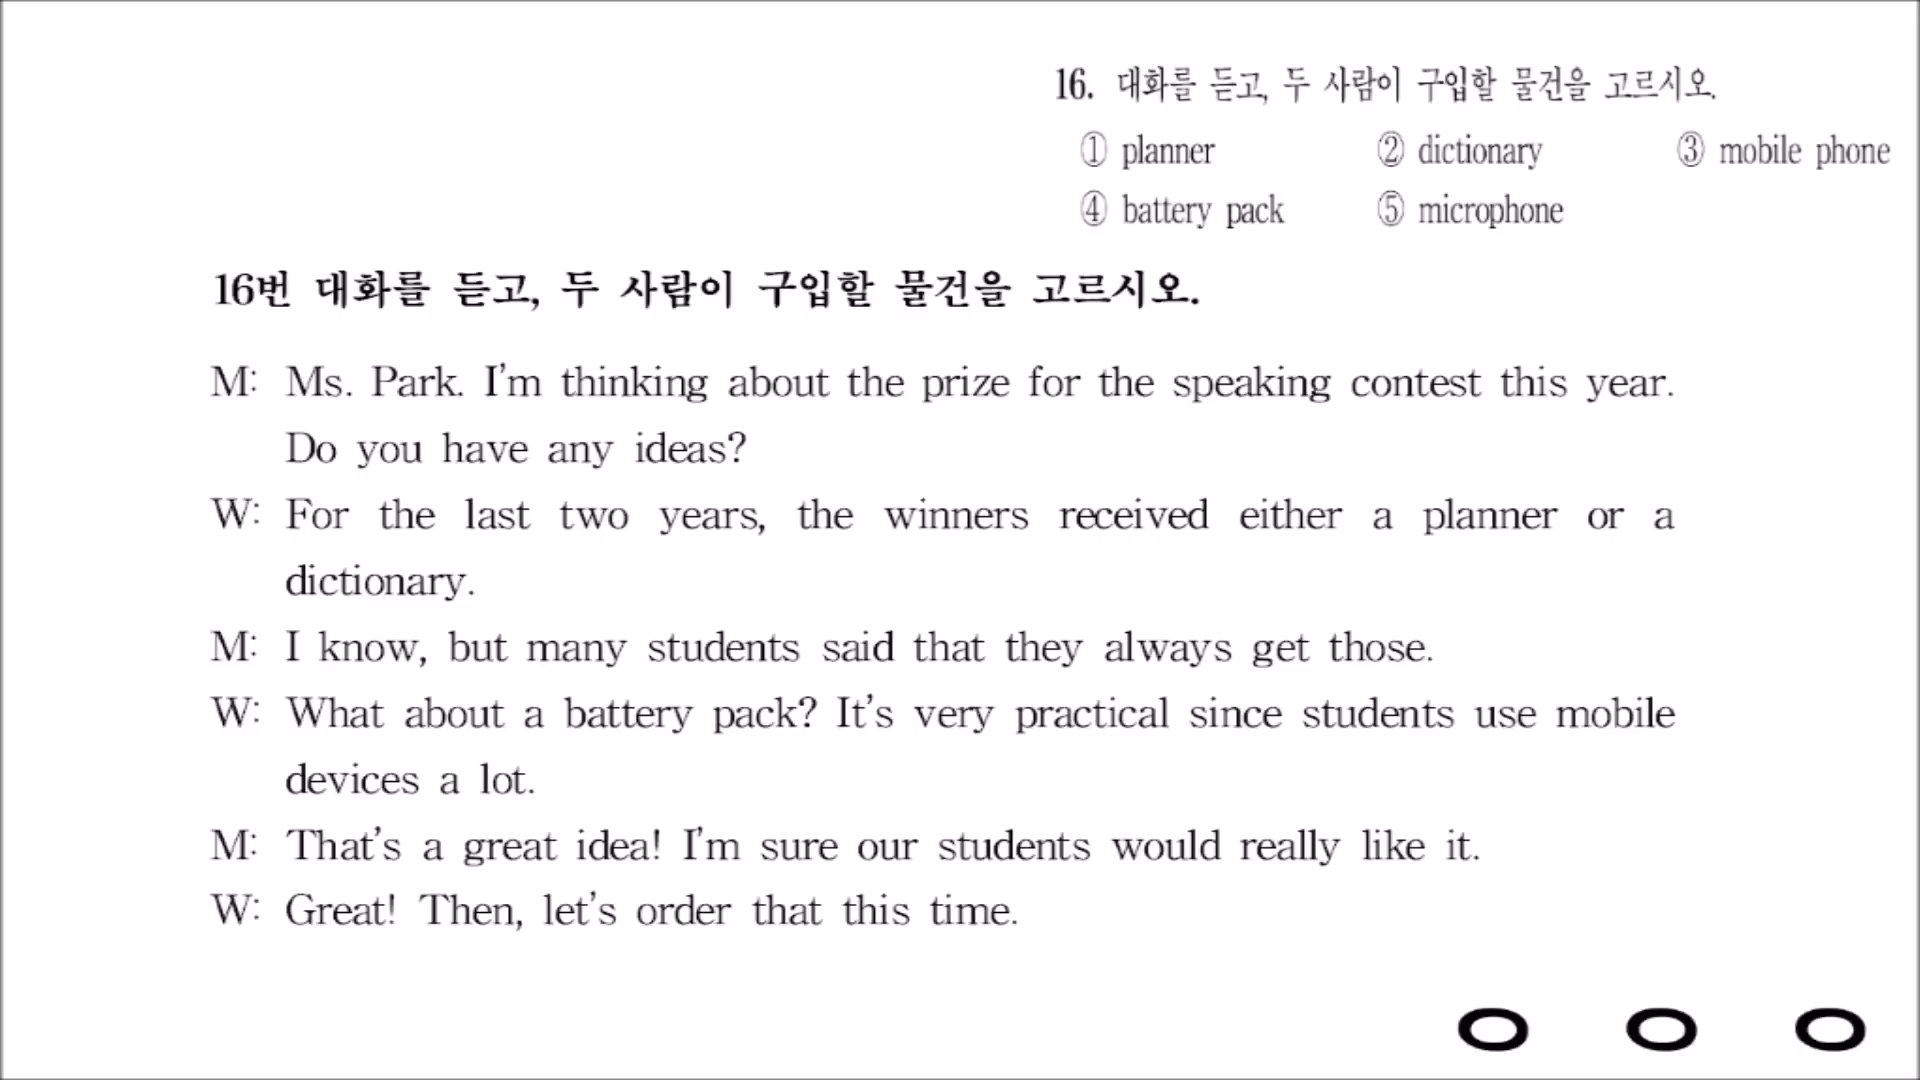 16. 대화를 듣고, 두 사람이 구입할 물건을 고르시오.
① planner ② dictionary ③ mobile phone
④ battery pack ⑤ microphone
16번 대화를 듣고, 두 사람이 구입할 물건을 고르시오.
M: Ms. Park. I'm thinking about the prize for the speaking contest this year.
Do you have any ideas?
W: For the last two years, the winners received either a planner or a
dictionary.
M: I know, but many students said that they always get those.
W: What about a battery pack? It's very practical since students use mobile
devices a lot.
M: That's a great idea! I'm sure our students would really like it.
W: Great! Then, let's order that this time.
ㅇ ㅇ ㅇ